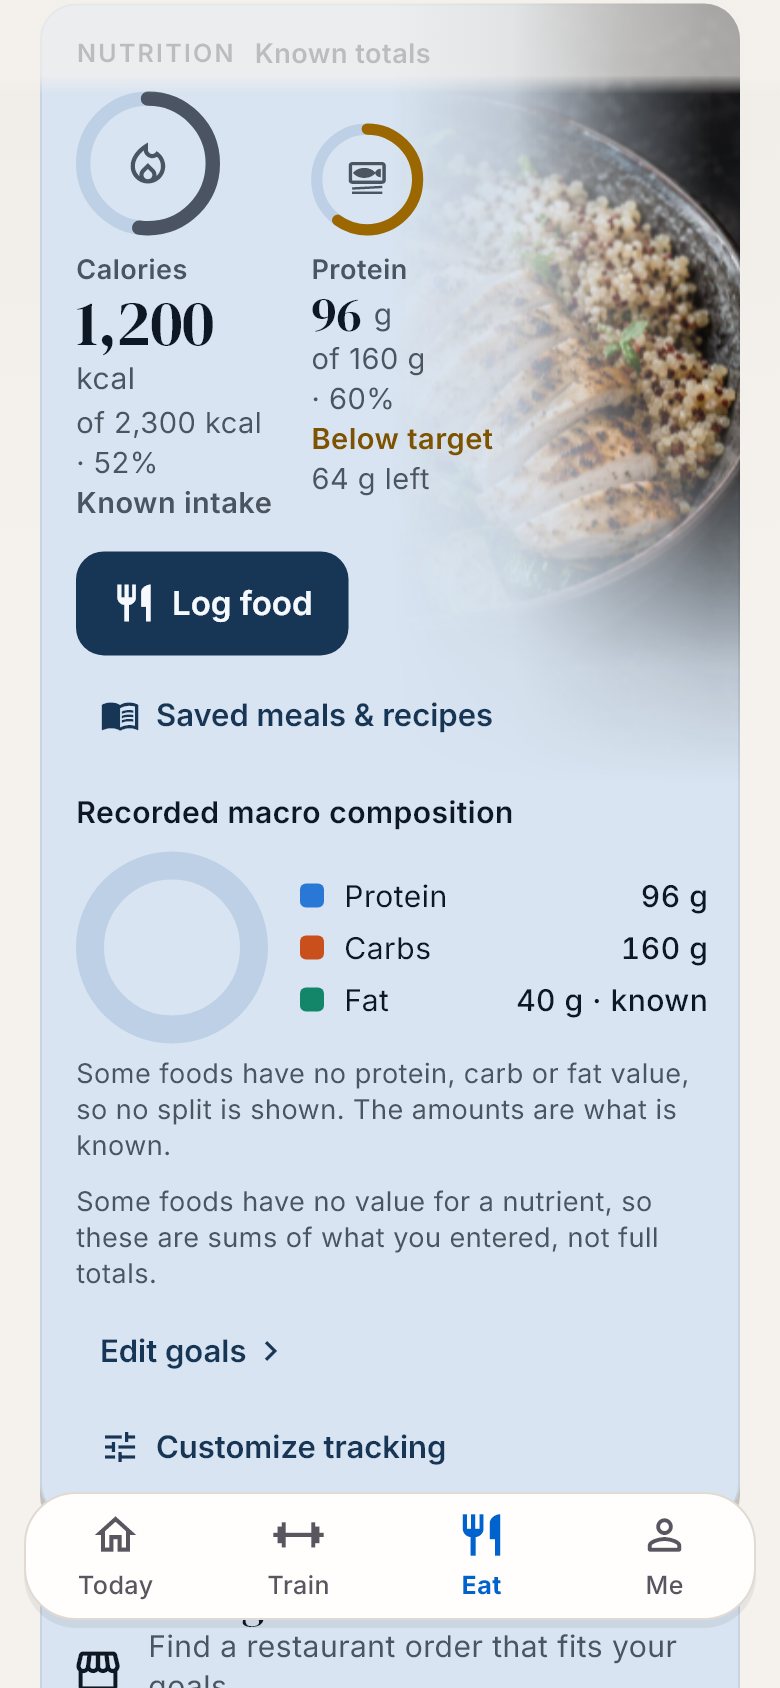 NUTRITION Known totals
Calories
1,200
kcal
of 2,300 kcal
· 52%
Known intake
Protein
96 g
of 160 g
· 60%
Below target
64 g left
Log food
Saved meals & recipes
Recorded macro composition
Protein 96 g
Carbs 160 g
Fat 40 g · known
Some foods have no protein, carb or fat value,
so no split is shown. The amounts are what is
known.
Some foods have no value for a nutrient, so
these are sums of what you entered, not full
totals.
Edit goals
Customize tracking
Today
Train
Eat
Me
Find a restaurant order that fits your
goals